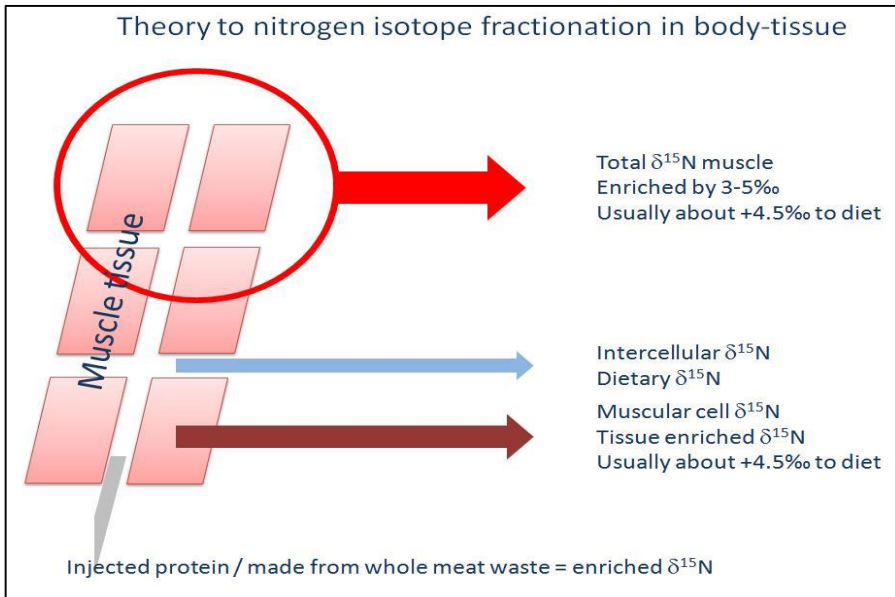 Theory to nitrogen isotope fractionation in body-tissue
Muscle tissue
Total δ¹⁵N muscle
Enriched by 3-5‰
Usually about +4.5‰ to diet
Intercellular δ¹⁵N
Dietary δ¹⁵N
Muscular cell δ¹⁵N
Tissue enriched δ¹⁵N
Usually about +4.5‰ to diet
Injected protein / made from whole meat waste = enriched δ¹⁵N